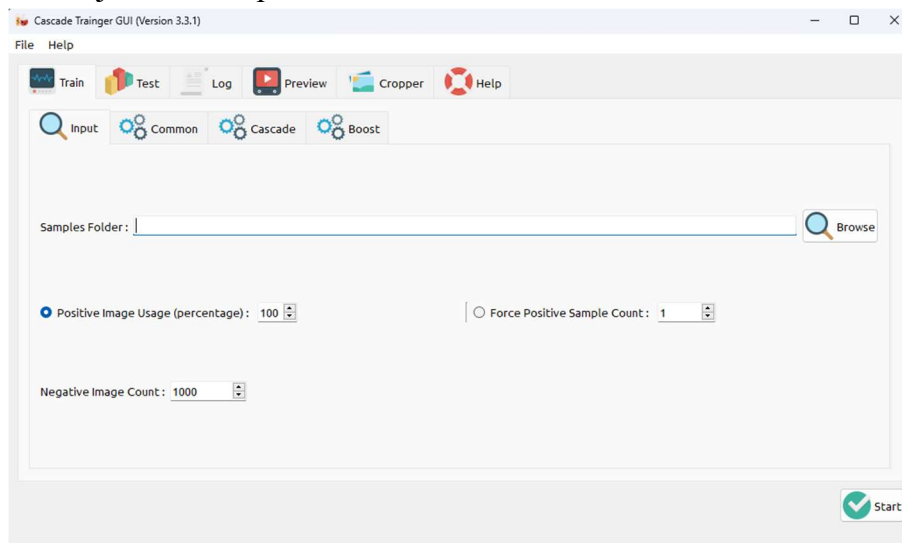 Cascade Trainger GUI (Version 3.3.1)
File Help
Train Test Log Preview Cropper Help
Input Common Cascade Boost
Samples Folder : Browse
Positive Image Usage (percentage) : 100 Force Positive Sample Count : 1
Negative Image Count : 1000
Start